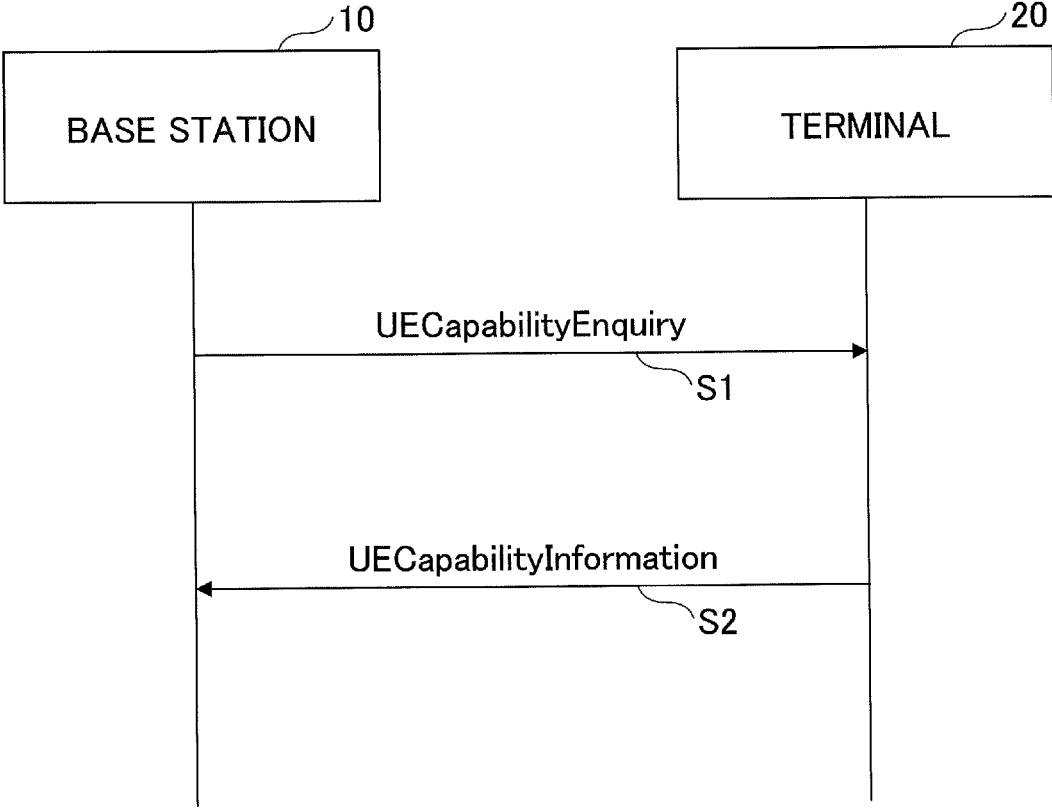 10
20
BASE STATION
TERMINAL
UECapabilityEnquiry
S1
UECapabilityInformation
S2